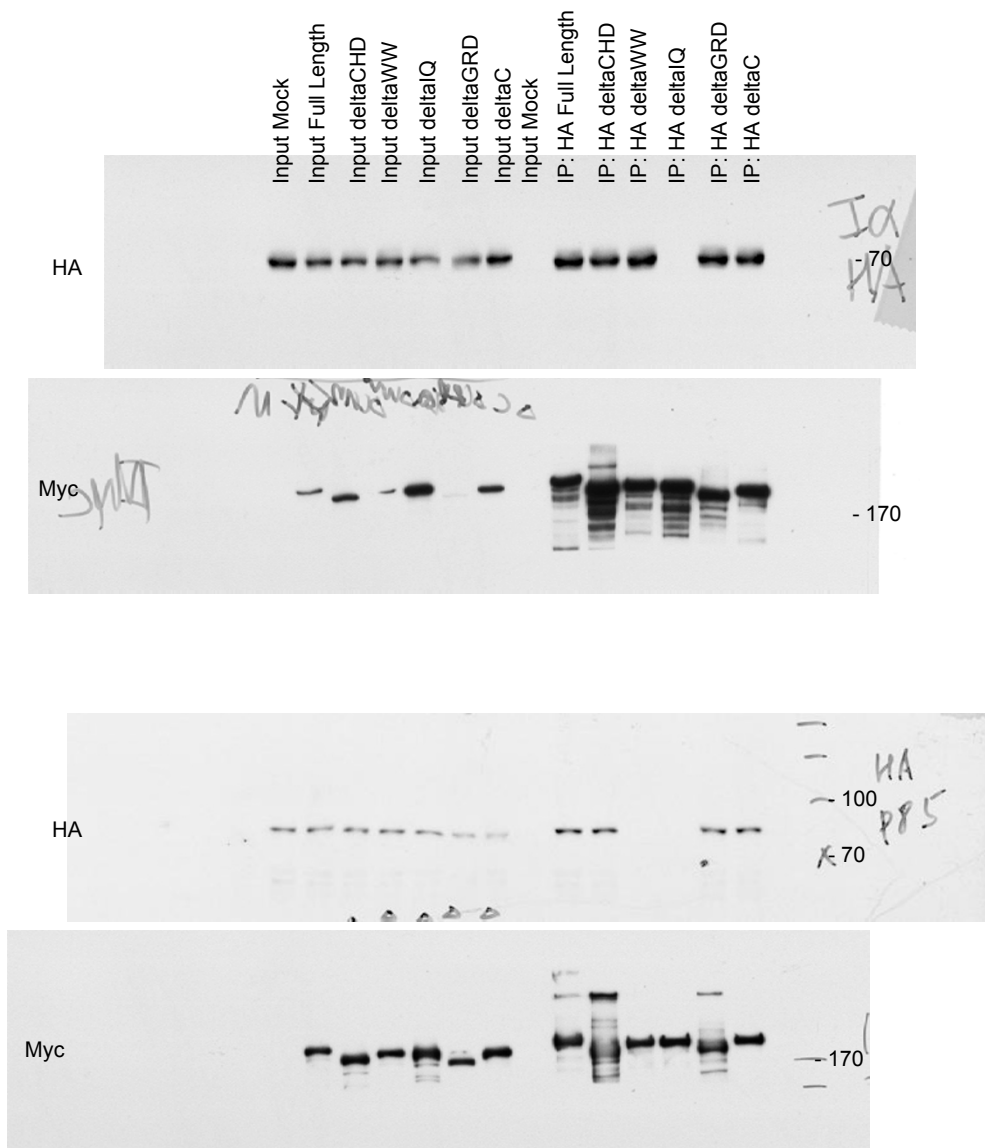 Input Mock
Input Full Length
Input deltaCHD
Input deltaWW
Input deltaIQ
Input deltaGRD
Input deltaC
Input Mock
IP: HA Full Length
IP: HA deltaCHD
IP: HA deltaWW
IP: HA deltaIQ
IP: HA deltaGRD
IP: HA deltaC
Iα
HA
- 70
HA
Myc
- 170
HA
P85
HA
- 100
- 70
Myc
- 170